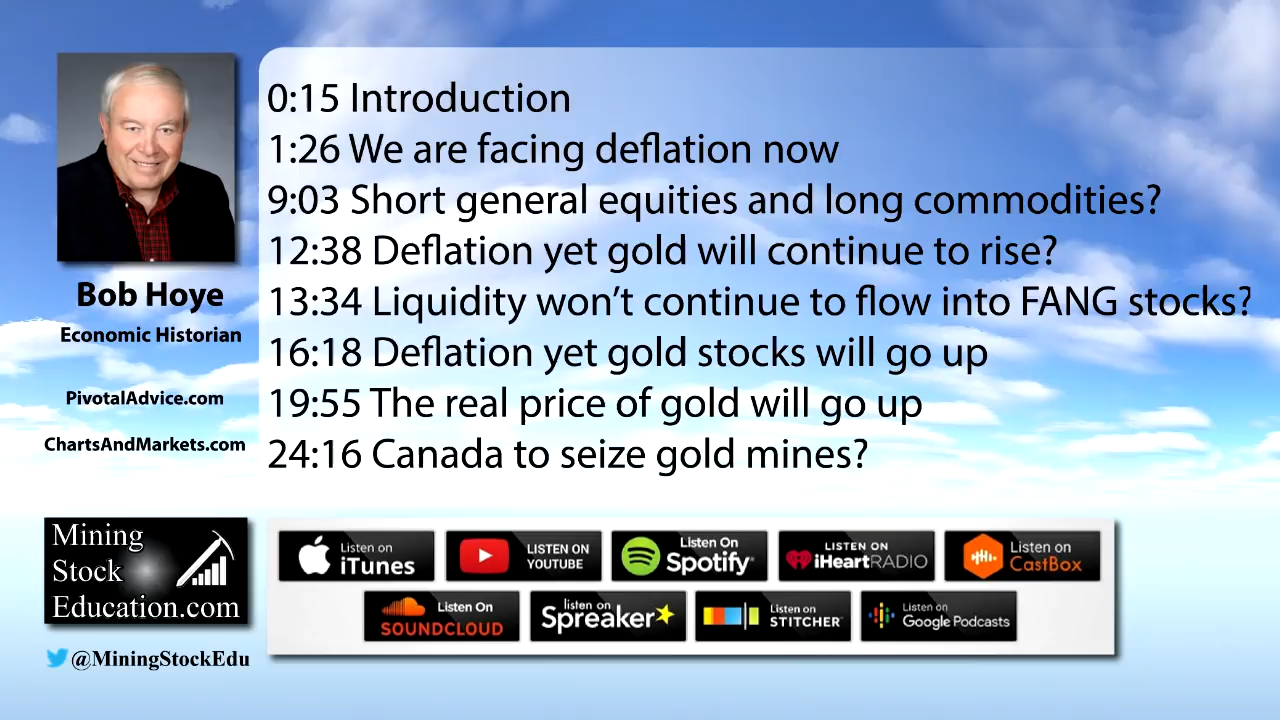 0:15 Introduction
1:26 We are facing deflation now
9:03 Short general equities and long commodities?
12:38 Deflation yet gold will continue to rise?
13:34 Liquidity won’t continue to flow into FANG stocks?
16:18 Deflation yet gold stocks will go up
19:55 The real price of gold will go up
24:16 Canada to seize gold mines?
Bob Hoye
Economic Historian
PivotalAdvice.com
ChartsAndMarkets.com
Mining
Stock
Education.com
@MiningStockEdu
Listen on
iTunes
LISTEN ON
YOUTUBE
Listen On
Spotify
LISTEN ON
iHeartRADIO
Listen on
CastBox
Listen On
SOUNDCLOUD
listen on
Spreaker
Listen on
STITCHER
Listen on
Google Podcasts